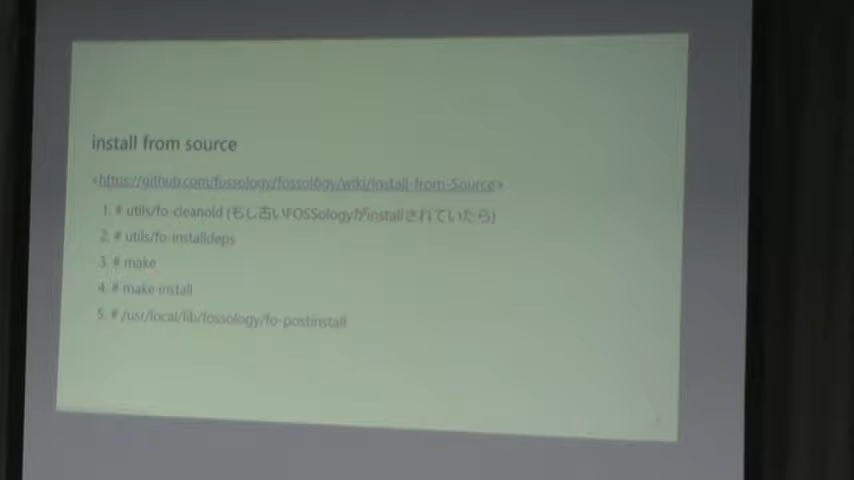 install from source
<https://github.com/fossology/fossology/wiki/Install-from-Source>
1. # utils/fo-cleanold (もし古いFOSSologyがinstallされていたら)
2. # utils/fo-installdeps
3. # make
4. # make install
5. # /usr/local/lib/fossology/fo-postinstall